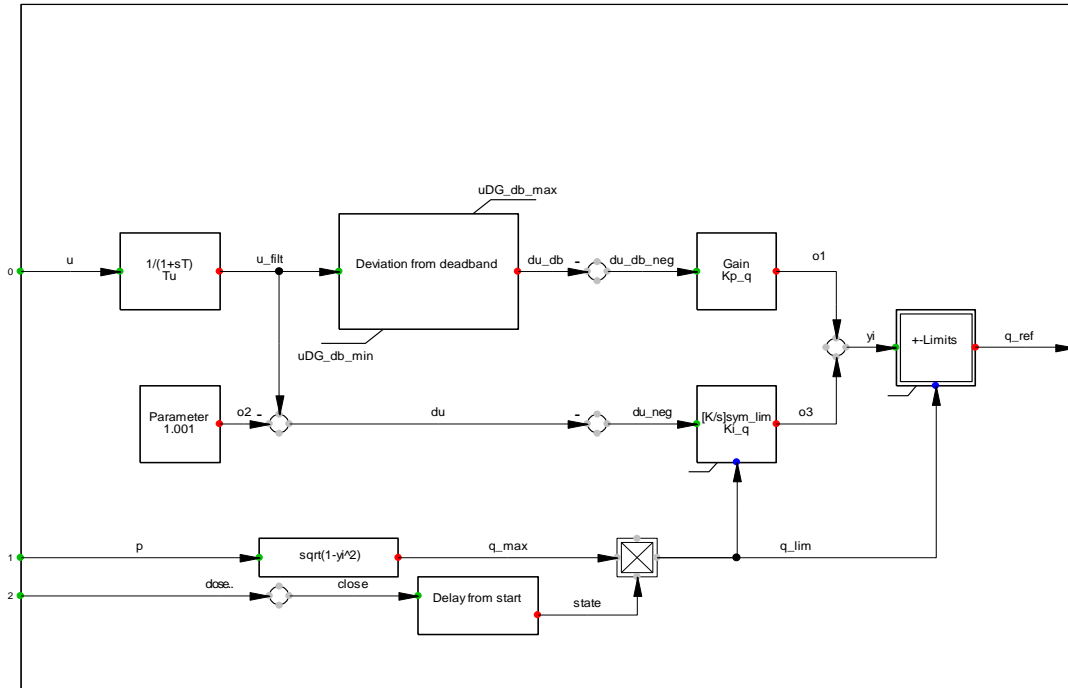 uDG_db_max
0
u
1/(1+sT)
Tu
u_filt
Deviation from deadband
du_db
-
du_db_neg
Gain
Kp_q
o1
uDG_db_min
yi
+-Limits
q_ref
Parameter
1.001
o2
-
du
-
du_neg
[K/s]sym_lim
Ki_q
o3
1
p
sqrt(1-yi^2)
q_max
q_lim
2
close..
close
Delay from start
state